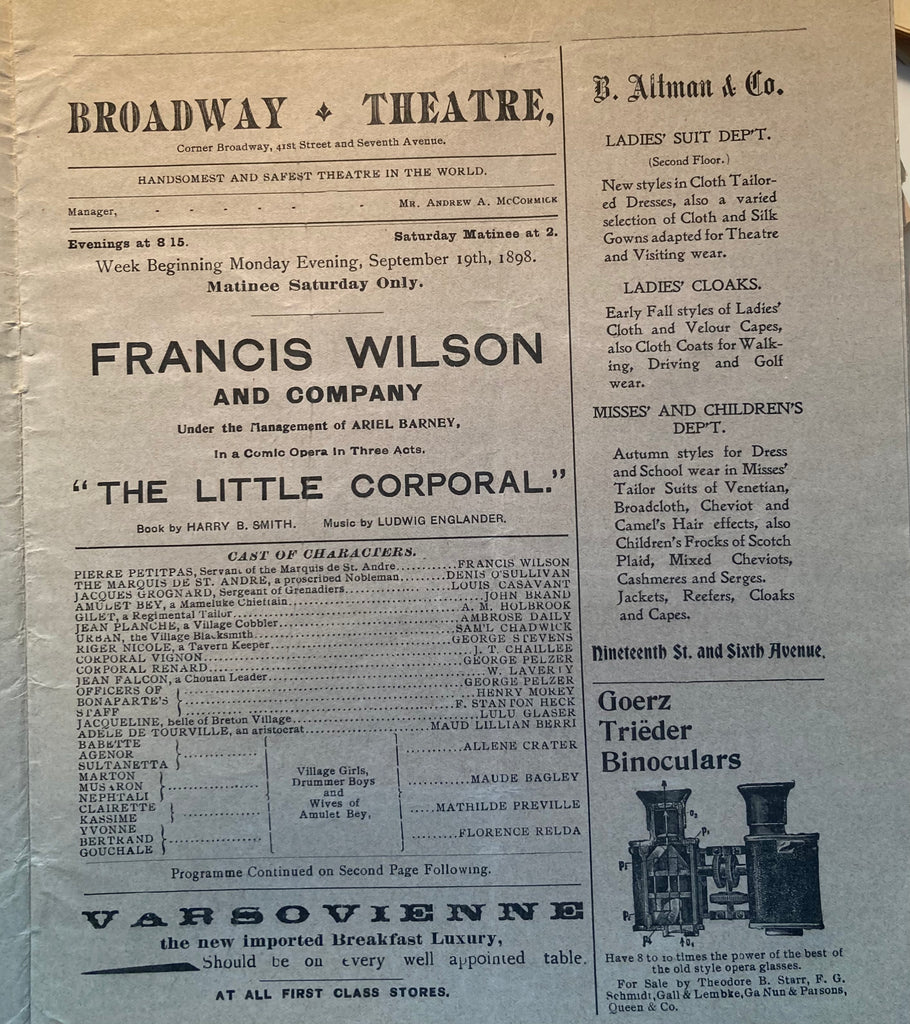 BROADWAY THEATRE,
Corner Broadway, 41st Street and Seventh Avenue.
HANDSOMEST AND SAFEST THEATRE IN THE WORLD.
Manager, - - - - - - MR. ANDREW A. MCCORMICK
Evenings at 8 15. Saturday Matinee at 2.
Week Beginning Monday Evening, September 19th, 1898.
Matinee Saturday Only.
FRANCIS WILSON
AND COMPANY
Under the Management of ARIEL BARNEY,
In a Comic Opera in Three Acts.
"THE LITTLE CORPORAL."
Book by HARRY B. SMITH. Music by LUDWIG ENGLANDER.
CAST OF CHARACTERS.
PIERRE PETITPAS, Servant of the Marquis de St. Andre..........FRANCIS WILSON
THE MARQUIS DE ST. ANDRE, a proscribed Nobleman........DENIS O'SULLIVAN
JACQUES GROGNARD, Sergeant of Grenadiers..........LOUIS CASAVANT
AMULET BEY, a Mameluke Chieftain..........JOHN BRAND
GILET, a Regimental Tailor..........A. M. HOLBROOK
JEAN PLANCHE, a Village Cobbler..........AMBROSE DAILY
URBAN, the Village Blacksmith..........SAM'L CHADWICK
RIGER NICOLE, a Tavern Keeper..........GEORGE STEVENS
CORPORAL VIGNON..........J. T. CHAILLEE
CORPORAL RENARD..........GEORGE PELZER
JEAN FALCON, a Chouan Leader..........W. LAVERTY
OFFICERS OF..........GEORGE PELZER
BONAPARTE'S..........HENRY MOREY
STAFF..........F. STANTON HECK
JACQUELINE, belle of Breton Village..........LULU GLASER
ADELE DE TOURVILLE, an aristocrat..........MAUD LILLIAN BERRI
BABETTE
AGENOR ..........ALLENE CRATER
SULTANETTA
MARTON
MUSARON ..........MAUDE BAGLEY
NEPHTALI
CLAIRETTE
KASSIME ..........MATHILDE PREVILLE
YVONNE
BERTRAND ..........FLORENCE RELDA
GOUCHALE
Village Girls,
Drummer Boys
and
Wives of
Amulet Bey,
Programme Continued on Second Page Following.
VARSOVIENNE
the new imported Breakfast Luxury,
Should be on every well appointed table.
AT ALL FIRST CLASS STORES.
B. Altman & Co.
LADIES' SUIT DEP'T.
(Second Floor.)
New styles in Cloth Tailor-
ed Dresses, also a varied
selection of Cloth and Silk
Gowns adapted for Theatre
and Visiting wear.
LADIES' CLOAKS.
Early Fall styles of Ladies'
Cloth and Velour Capes,
also Cloth Coats for Walk-
ing, Driving and Golf
wear.
MISSES' AND CHILDREN'S
DEP'T.
Autumn styles for Dress
and School wear in Misses'
Tailor Suits of Venetian,
Broadcloth, Cheviot and
Camel's Hair effects, also
Children's Frocks of Scotch
Plaid, Mixed Cheviots,
Cashmeres and Serges.
Jackets, Reefers, Cloaks
and Capes.
Nineteenth St. and Sixth Avenue.
Goerz
Triëder
Binoculars
Have 8 to 10 times the power of the best of
the old style opera glasses.
For Sale by Theodore B. Starr, F. G.
Schmidt, Gall & Lembke, Ga Nun & Parsons,
Queen & Co.